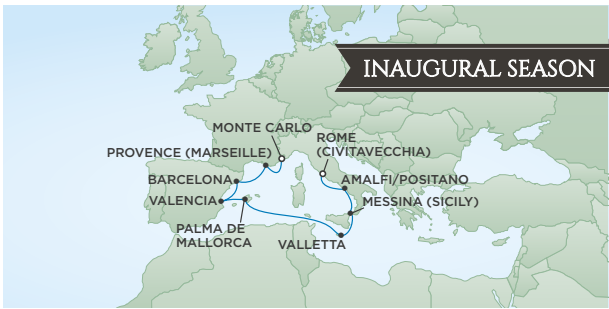 INAUGURAL SEASON
MONTE CARLO
ROME
(CIVITAVECCHIA)
PROVENCE (MARSEILLE)
BARCELONA
AMALFI/POSITANO
VALENCIA
MESSINA (SICILY)
PALMA DE
MALLORCA
VALLETTA